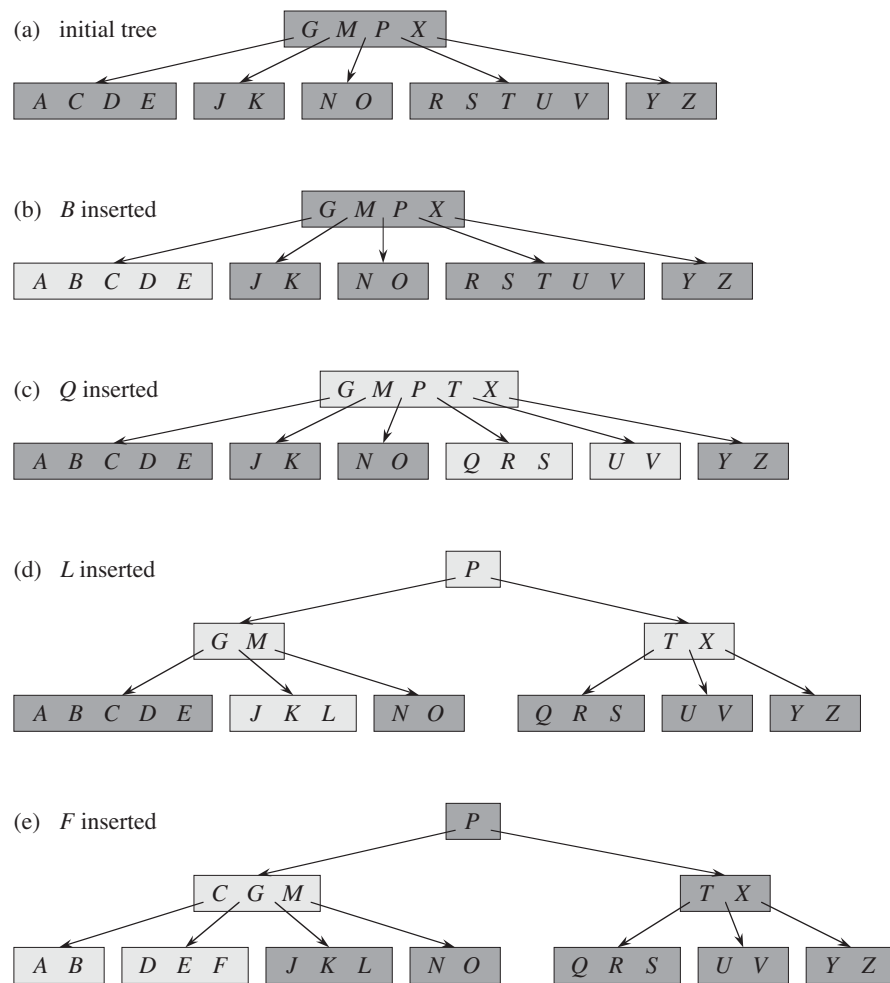 (a) initial tree
G M P X
A C D E J K N O R S T U V Y Z
(b) B inserted
G M P X
A B C D E J K N O R S T U V Y Z
(c) Q inserted
G M P T X
A B C D E J K N O Q R S U V Y Z
(d) L inserted
P
G M T X
A B C D E J K L N O Q R S U V Y Z
(e) F inserted
P
C G M T X
A B D E F J K L N O Q R S U V Y Z